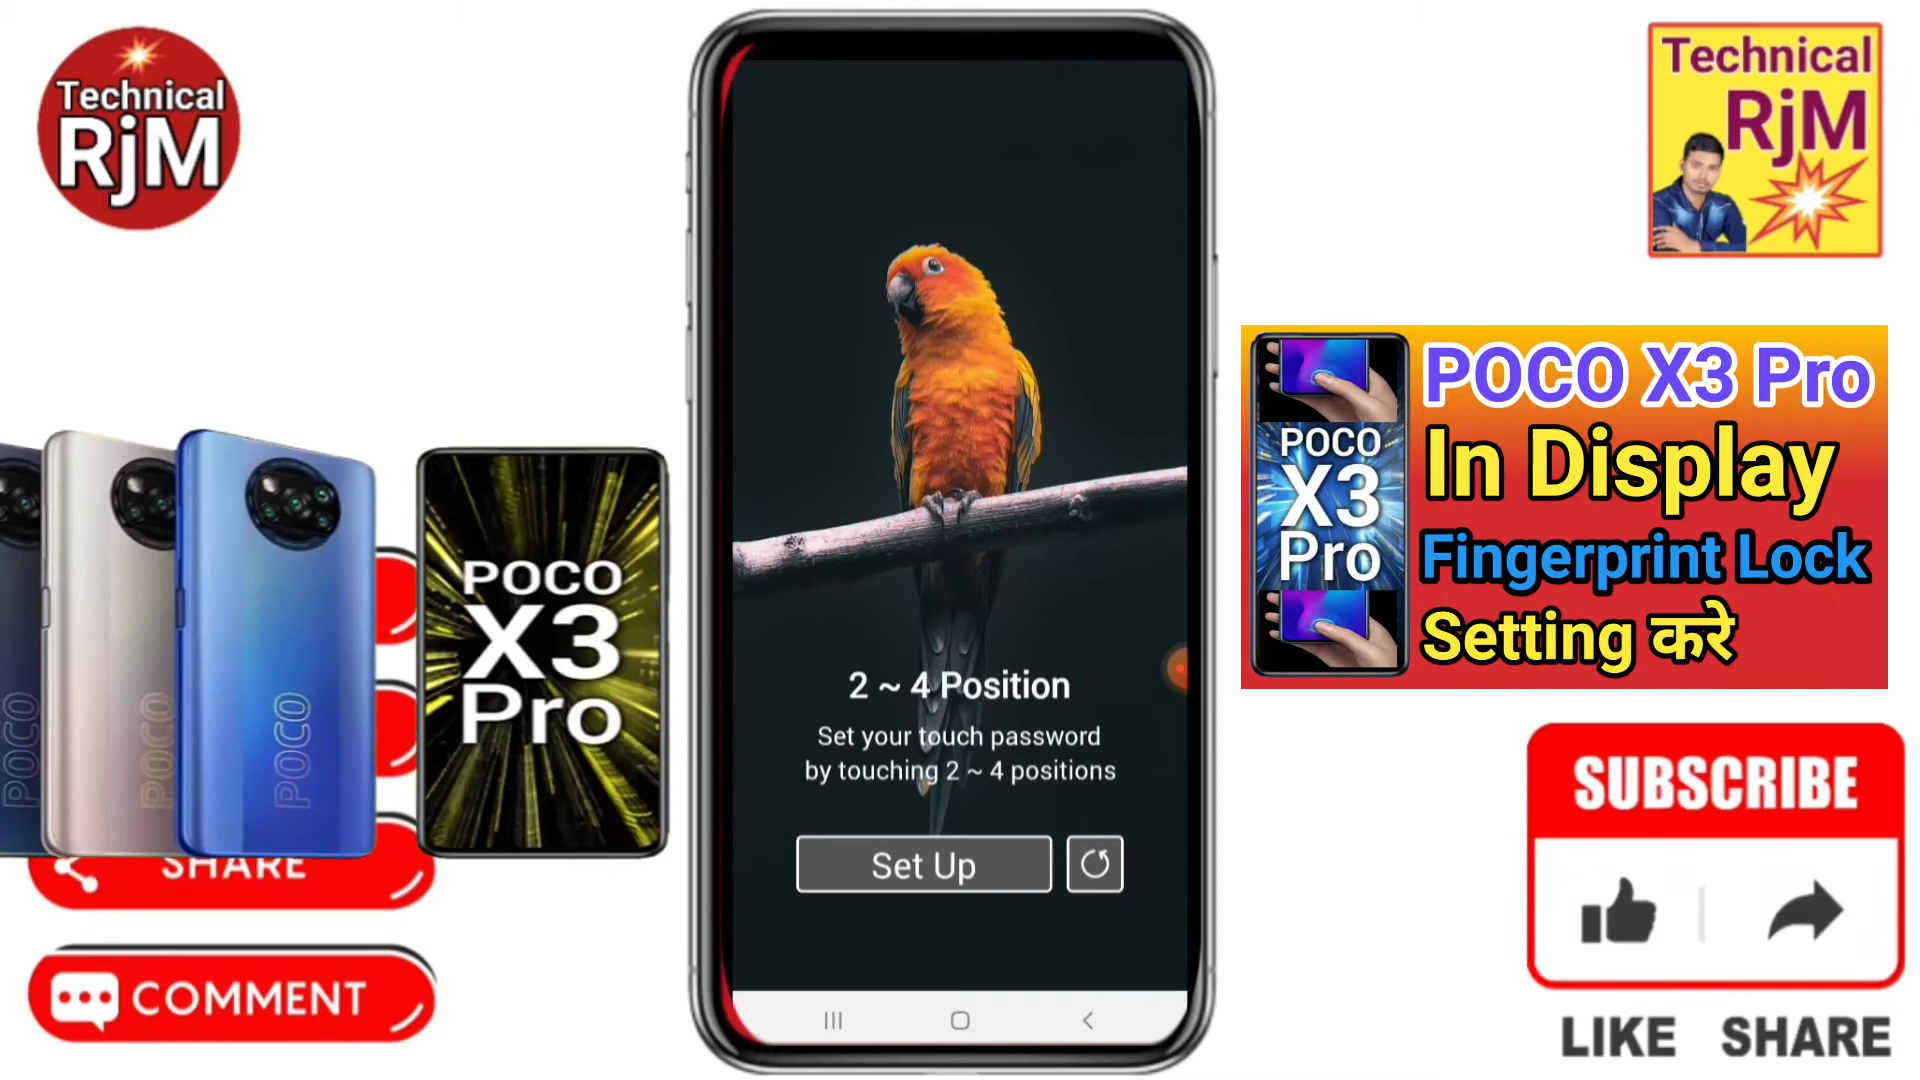 Technical
RjM
Technical
RjM
POCO X3 Pro
In Display
Fingerprint Lock
Setting करे
POCO
X3
Pro
POCO
POCO
POCO
POCO
X3
Pro
2 ~ 4 Position
Set your touch password
by touching 2 ~ 4 positions
Set Up
SHARE
COMMENT
SUBSCRIBE
LIKE SHARE